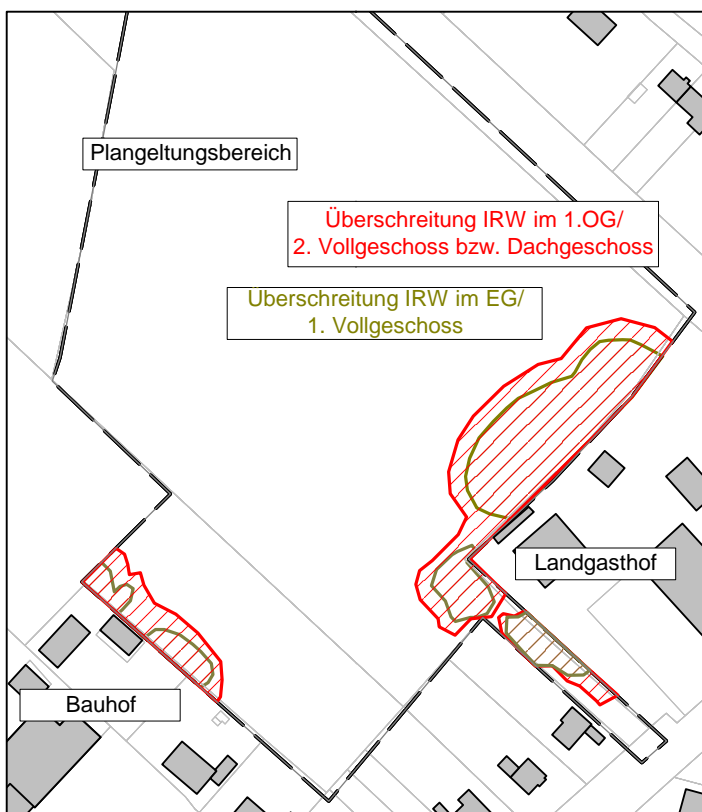 Plangeltungsbereich
Überschreitung IRW im 1.OG/
2. Vollgeschoss bzw. Dachgeschoss
Überschreitung IRW im EG/
1. Vollgeschoss
Landgasthof
Bauhof